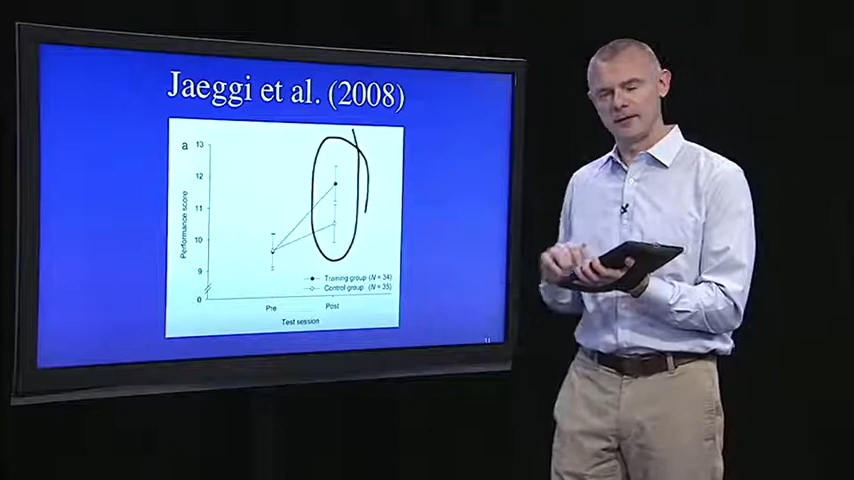 Jaeggi et al. (2008)
a
13
12
11
10
9
0
Performance score
Training group (N = 34)
Control group (N = 35)
Pre
Post
Test session
11